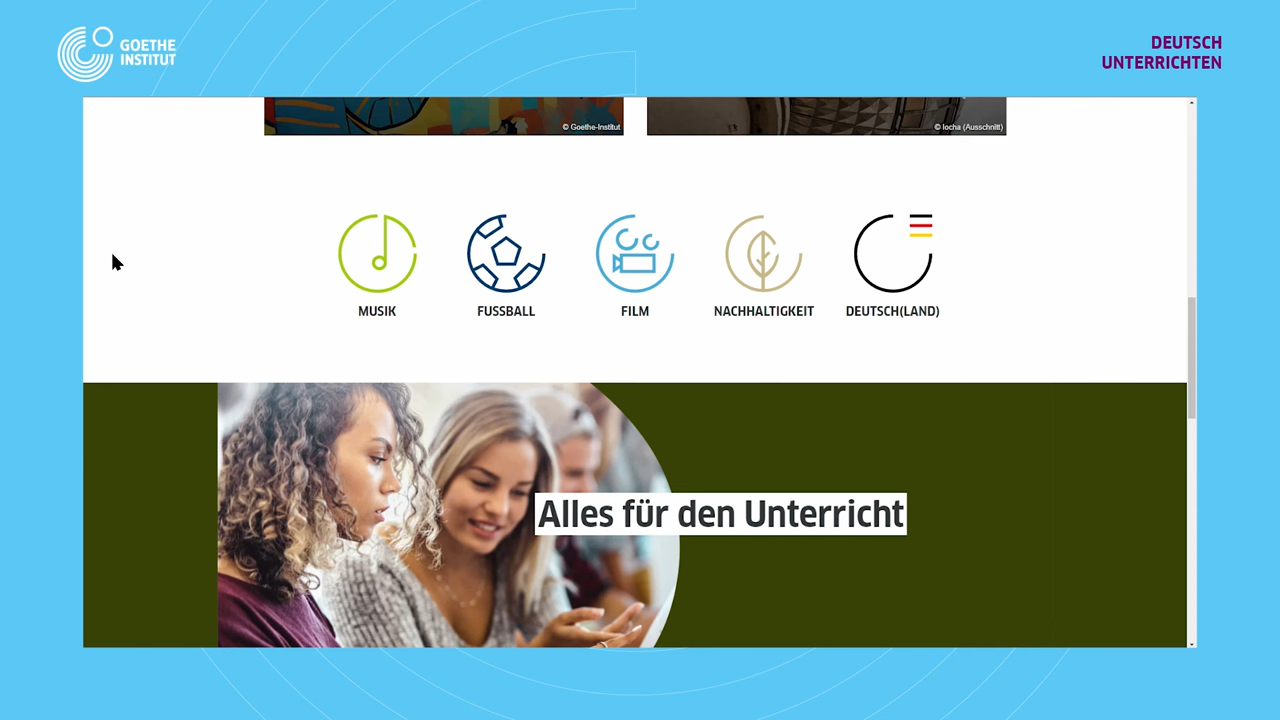 GOETHE
INSTITUT
DEUTSCH
UNTERRICHTEN
© Goethe-Institut
© locha (Ausschnitt)
MUSIK
FUSSBALL
FILM
NACHHALTIGKEIT
DEUTSCH(LAND)
Alles für den Unterricht